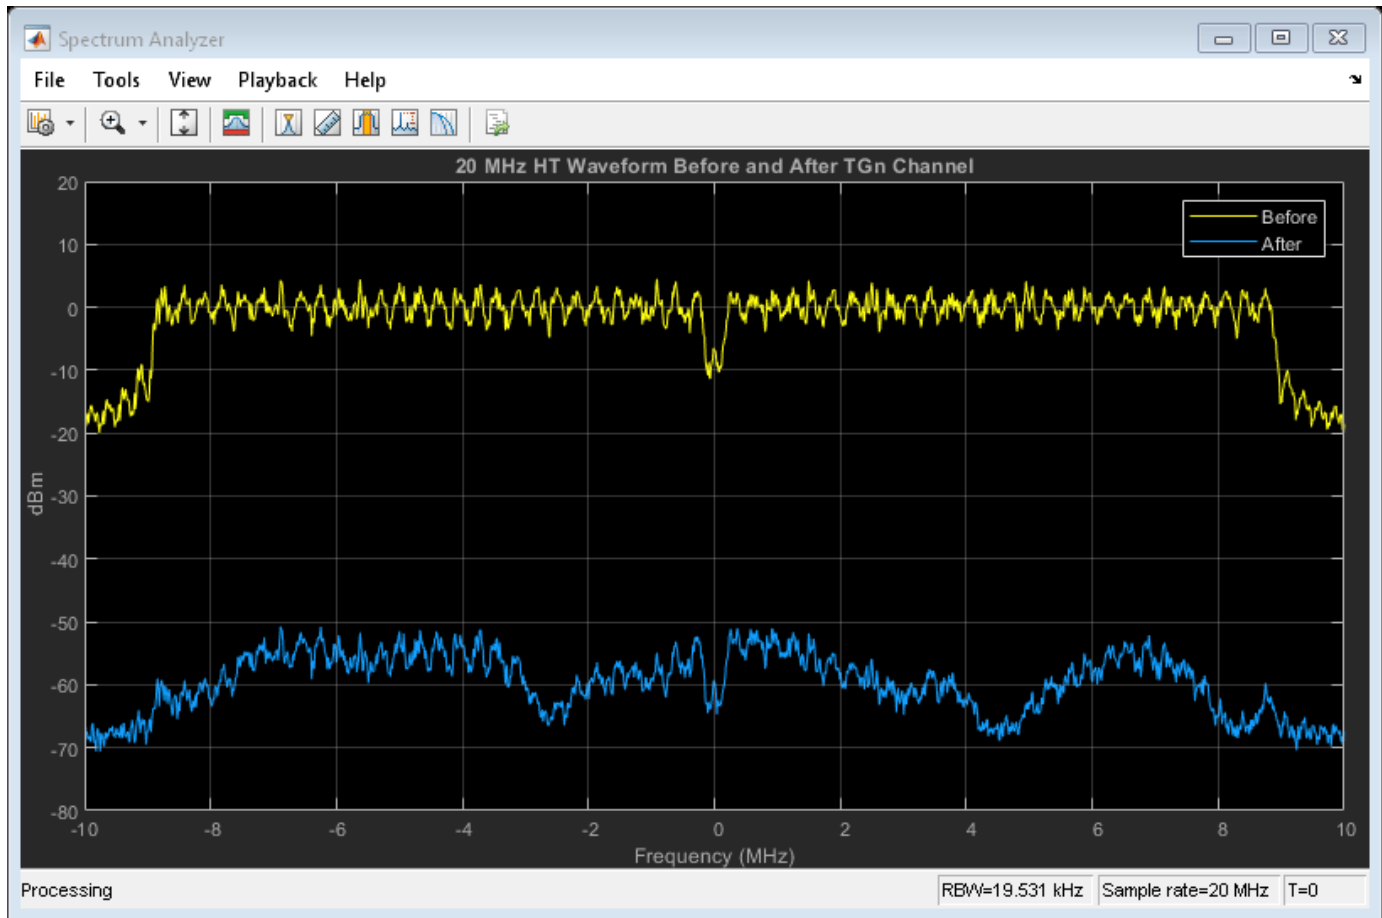 Spectrum Analyzer
File Tools View Playback Help
20 MHz HT Waveform Before and After TGn Channel
Before
After
20
10
0
-10
-20
-30
-40
-50
-60
-70
-80
dBm
-10 -8 -6 -4 -2 0 2 4 6 8 10
Frequency (MHz)
Processing RBW=19.531 kHz Sample rate=20 MHz T=0